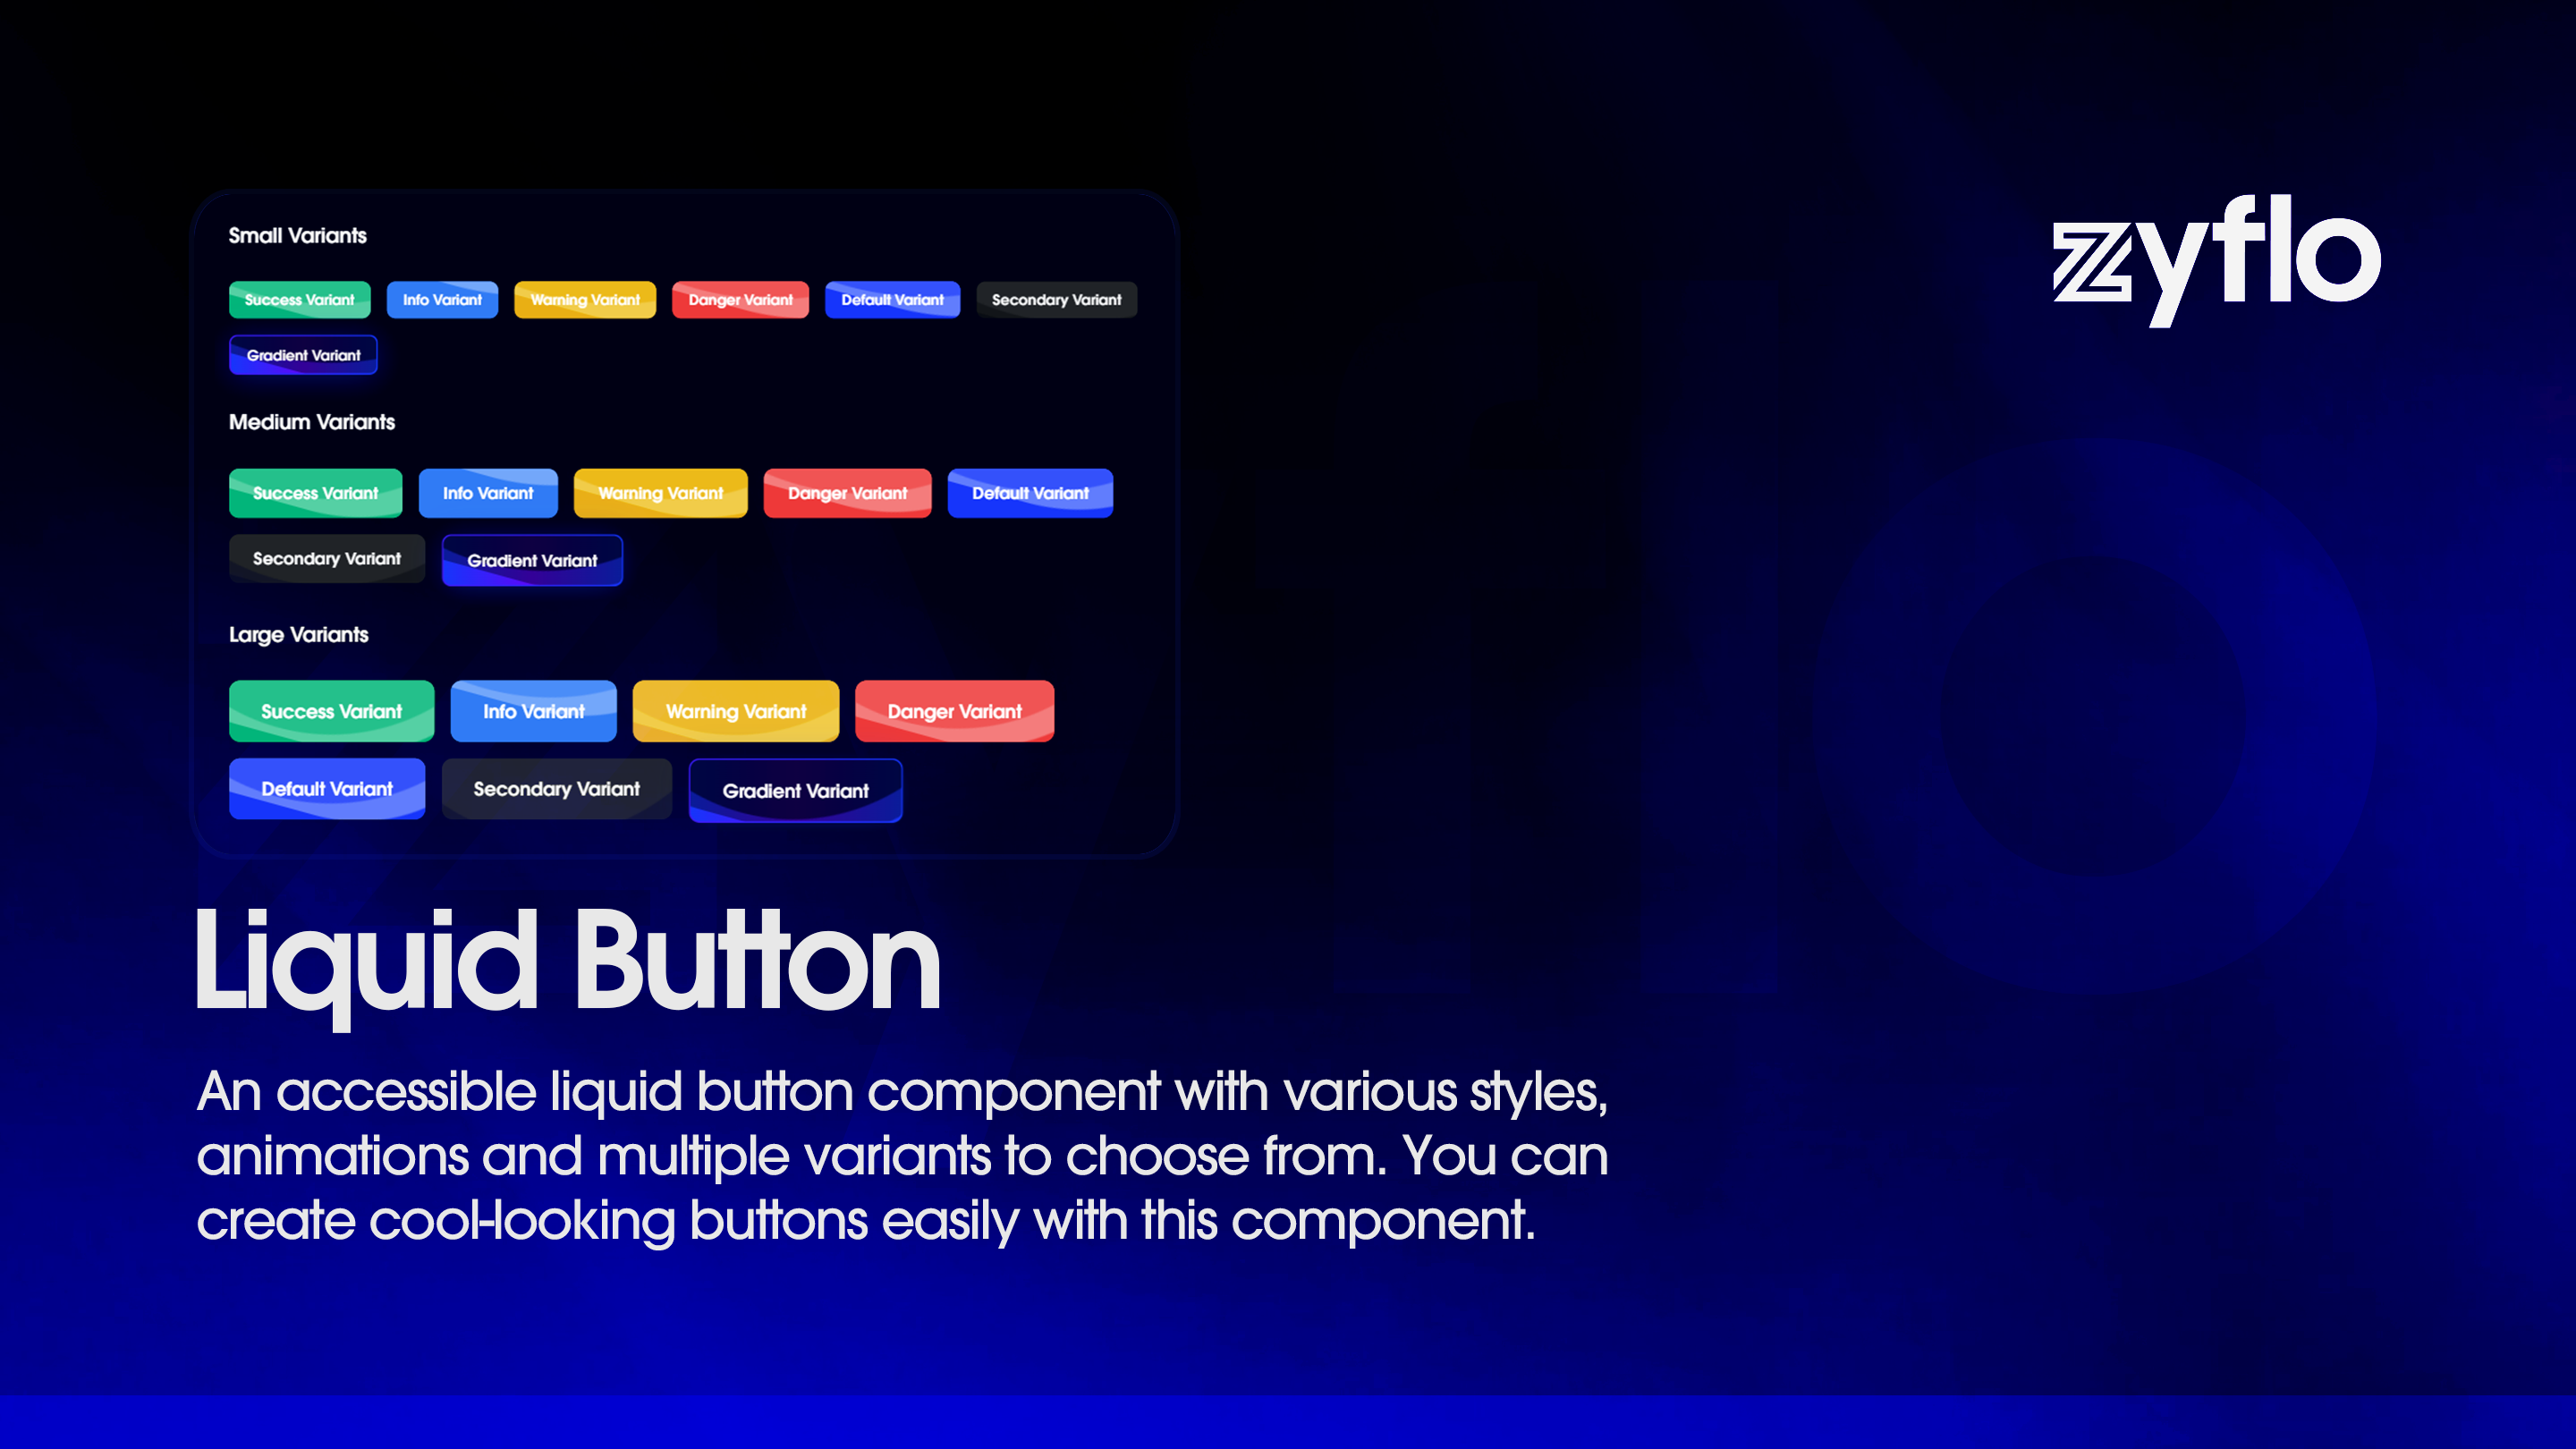 zyflo
Small Variants
Success Variant Info Variant Warning Variant Danger Variant Default Variant Secondary Variant
Gradient Variant
Medium Variants
Success Variant Info Variant Warning Variant Danger Variant Default Variant
Secondary Variant Gradient Variant
Large Variants
Success Variant Info Variant Warning Variant Danger Variant
Default Variant Secondary Variant Gradient Variant
Liquid Button
An accessible liquid button component with various styles,
animations and multiple variants to choose from. You can
create cool-looking buttons easily with this component.